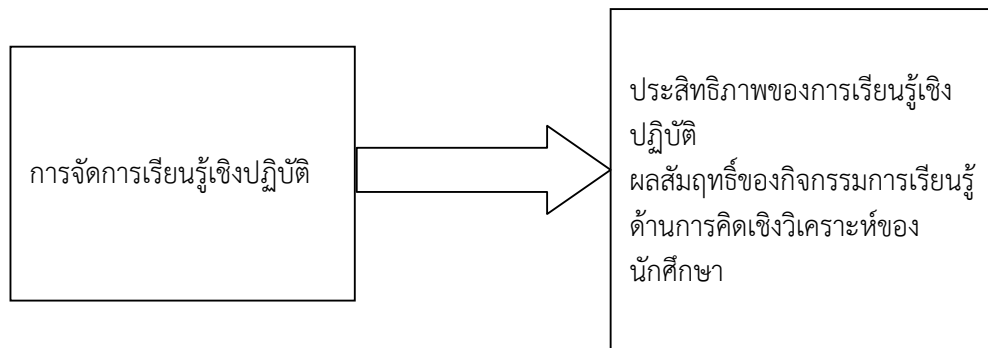 การจัดการเรียนรู้เชิงปฏิบัติ
ประสิทธิภาพของการเรียนรู้เชิง
ปฏิบัติ
ผลสัมฤทธิ์ของกิจกรรมการเรียนรู้
ด้านการคิดเชิงวิเคราะห์ของ
นักศึกษา